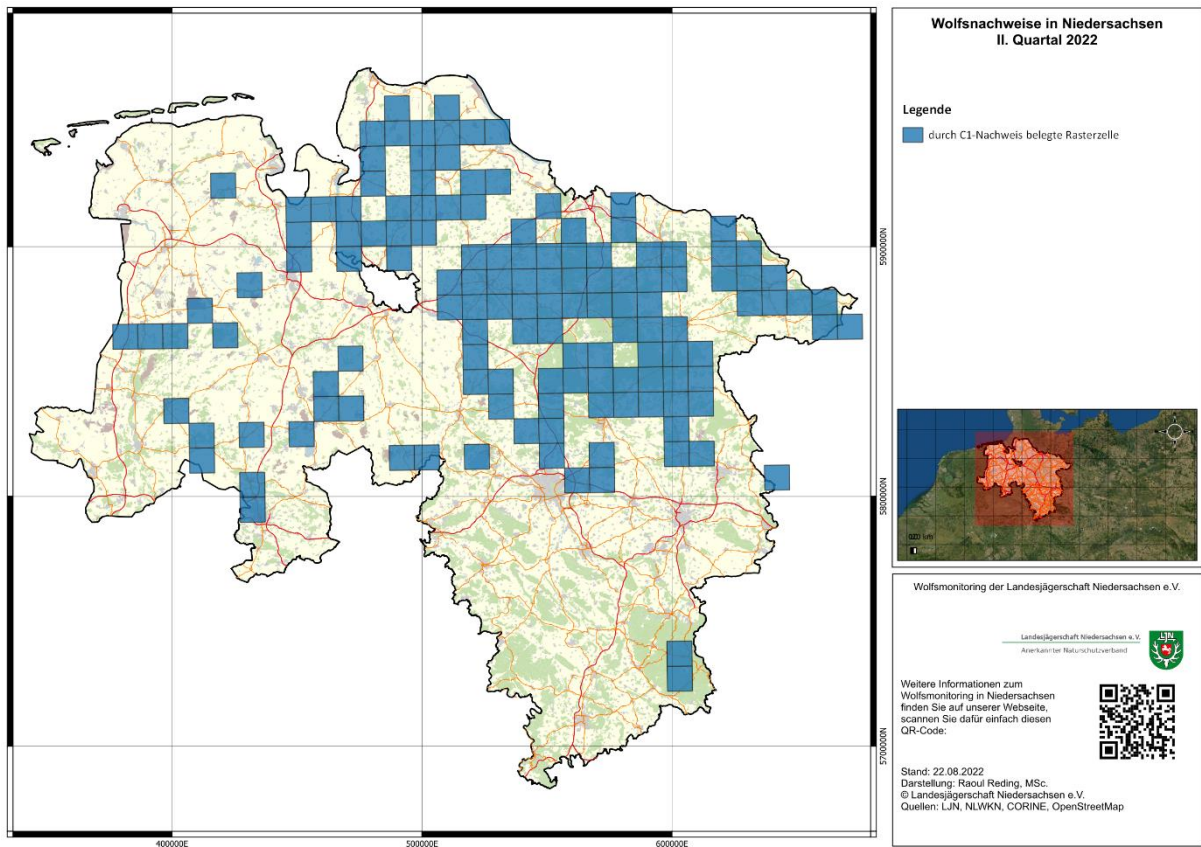 Wolfsnachweise in Niedersachsen
II. Quartal 2022
Legende
durch C1-Nachweis belegte Rasterzelle
5900000N
5800000N
5700000N
400000E
500000E
600000E
Wolfsmonitoring der Landesjägerschaft Niedersachsen e.V.
Landesjägerschaft Niedersachsen e. V.
Anerkannter Naturschutzverband
LJN
Weitere Informationen zum
Wolfsmonitoring in Niedersachsen
finden Sie auf unserer Webseite,
scannen Sie dafür einfach diesen
QR-Code:
Stand: 22.08.2022
Darstellung: Raoul Reding, MSc.
© Landesjägerschaft Niedersachsen e.V.
Quellen: LJN, NLWKN, CORINE, OpenStreetMap